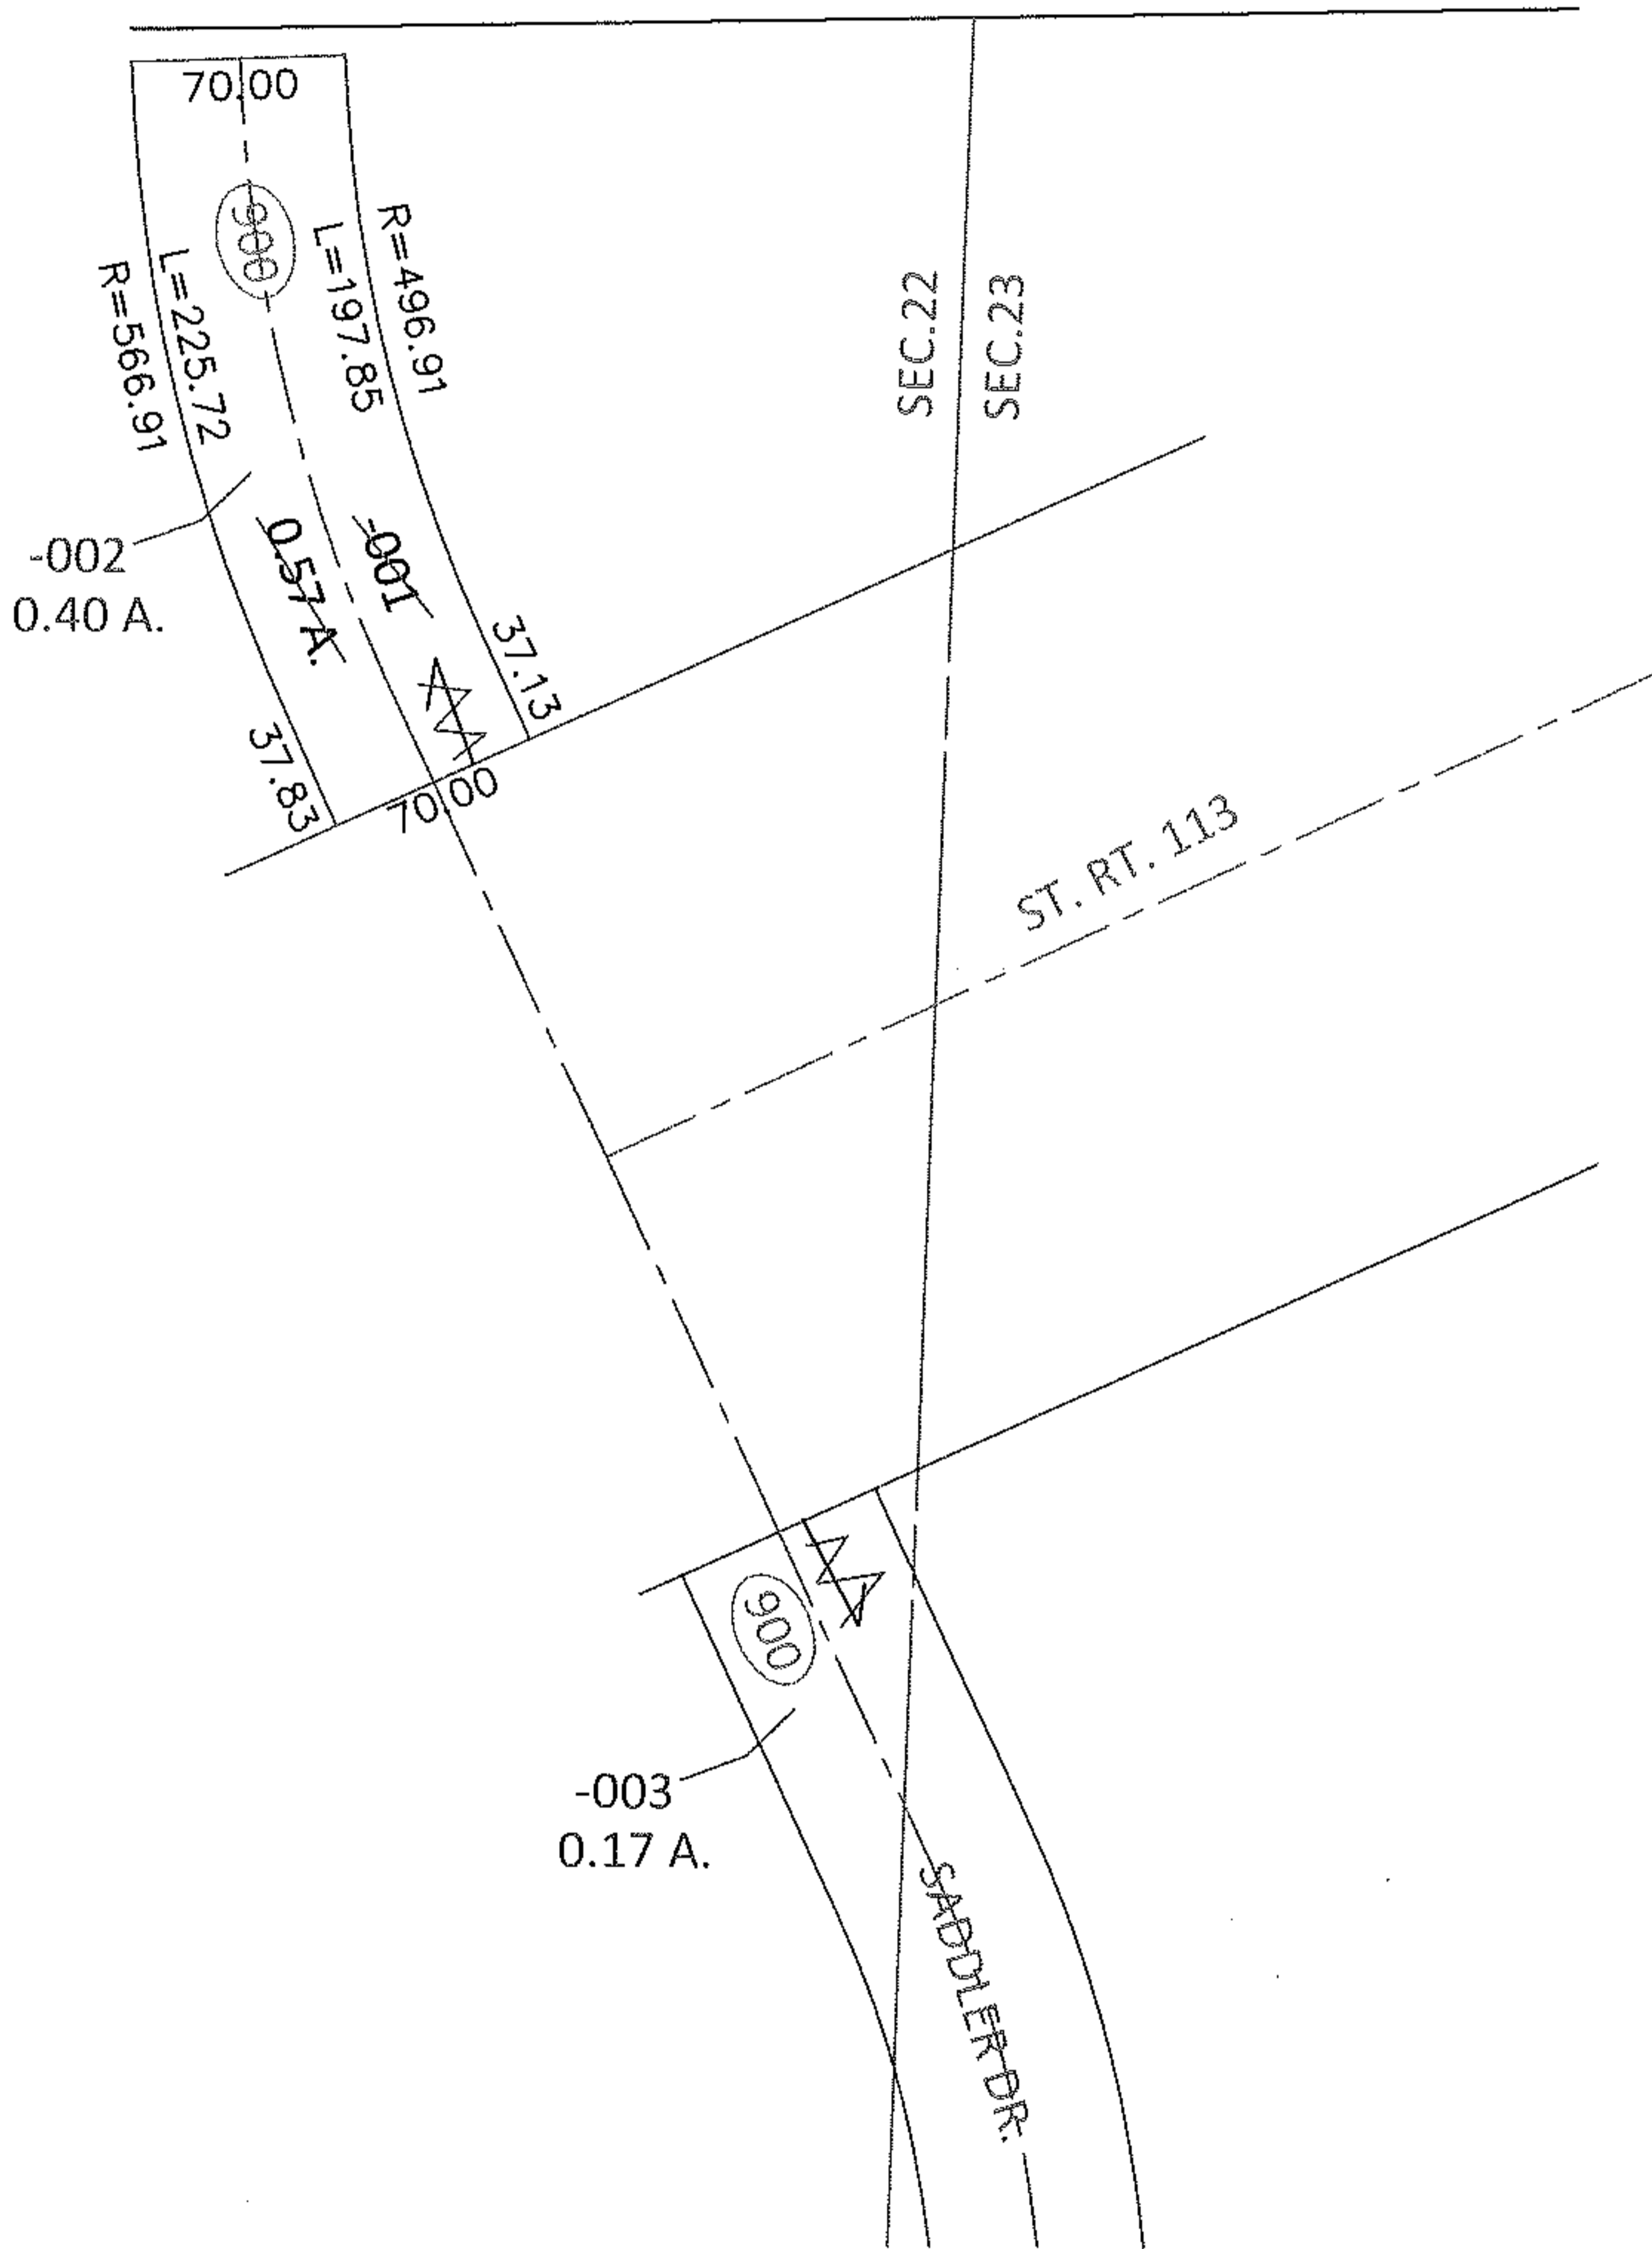 70.00
900
R=496.91
L=197.85
L=225.72
R=566.91
SEC.22
SEC.23
-002
0.40 A.
-001
0.57 A.
37.13
37.83
70.00
ST. RT. 113
900
-003
0.17 A.
SADDLER DR.